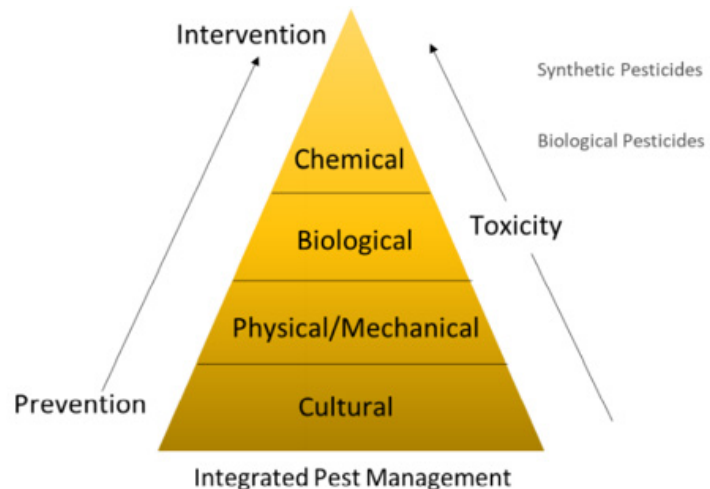 Intervention
Synthetic Pesticides
Biological Pesticides
Chemical
Toxicity
Biological
Physical/Mechanical
Prevention
Cultural
Integrated Pest Management